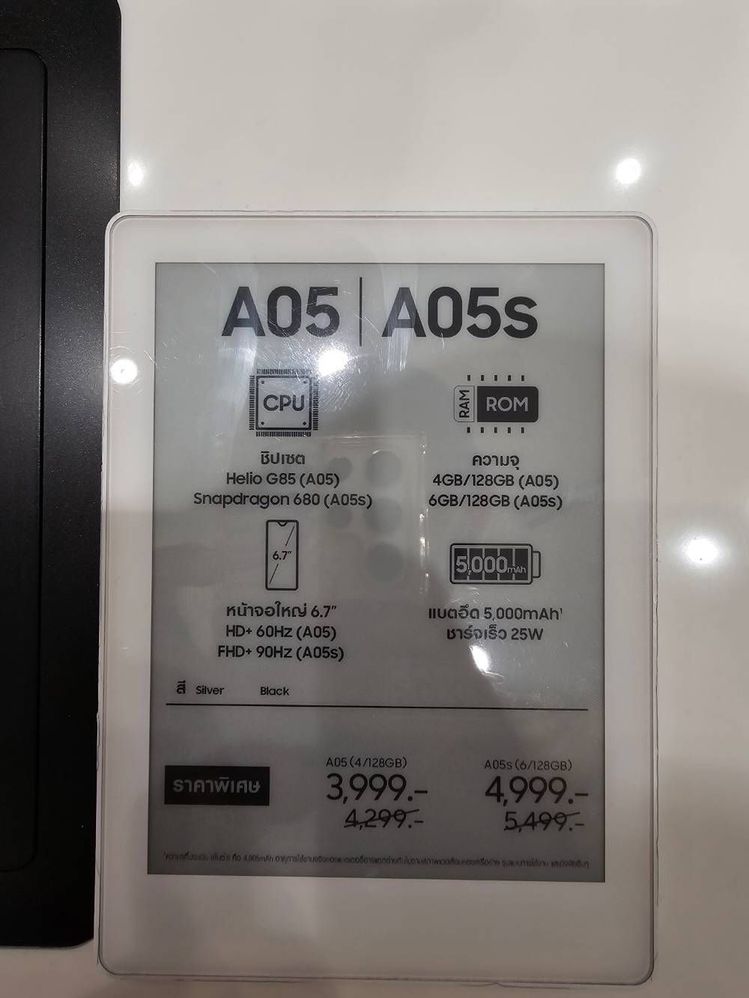 A05 | A05s
CPU
RAM ROM
ชิปเซต
Helio G85 (A05)
Snapdragon 680 (A05s)
ความจุ
4GB/128GB (A05)
6GB/128GB (A05s)
6.7"
5,000mAh
หน้าจอใหญ่ 6.7"
HD+ 60Hz (A05)
FHD+ 90Hz (A05s)
แบตอึด 5,000mAh¹
ชาร์จเร็ว 25W
สี Silver Black
ราคาพิเศษ
A05 (4/128GB)
3,999.-
4,299.-
A05s (6/128GB)
4,999.-
5,499.-